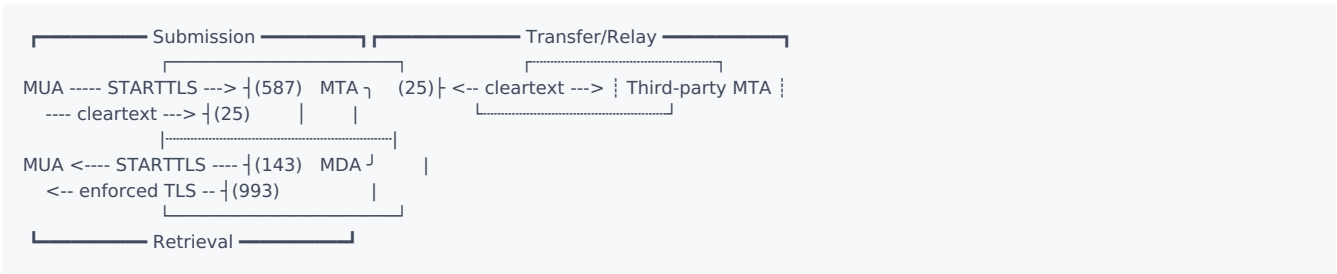 ┏━━━━━━━━━ Submission ━━━━━━━━┓┏━━━━━━━━━━━━ Transfer/Relay ━━━━━━━━━━┓
┌─────────────────────┐ ┌┄┄┄┄┄┄┄┄┄┄┄┄┄┄┄┄┄┐
MUA ----- STARTTLS ---> ┤(587) MTA ╮ (25)├ <-- cleartext ---> ┊ Third-party MTA ┊
---- cleartext ---> ┤(25) │ | └┄┄┄┄┄┄┄┄┄┄┄┄┄┄┄┄┄┘
|┄┄┄┄┄┄┄┄┄┄┄┄┄┄┄┄┄┄┄┄┄|
MUA <---- STARTTLS ---- ┤(143) MDA ╯ |
<-- enforced TLS -- ┤(993) |
└─────────────────────┘
┗━━━━━━━━━ Retrieval ━━━━━━━━━┛